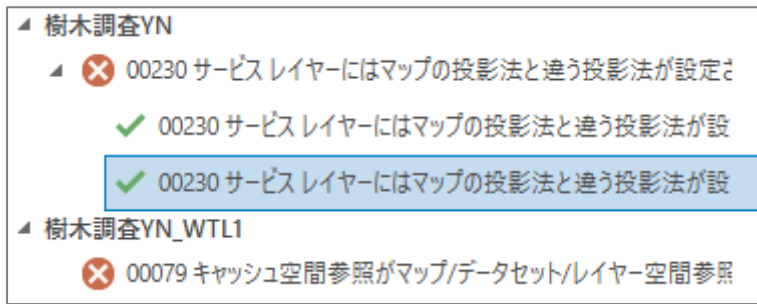 樹木調査YN
00230 サービス レイヤーにはマップの投影法と違う投影法が設定さ
00230 サービス レイヤーにはマップの投影法と違う投影法が設
00230 サービス レイヤーにはマップの投影法と違う投影法が設
樹木調査YN_WTL1
00079 キャッシュ空間参照がマップ/データセット/レイヤー空間参照